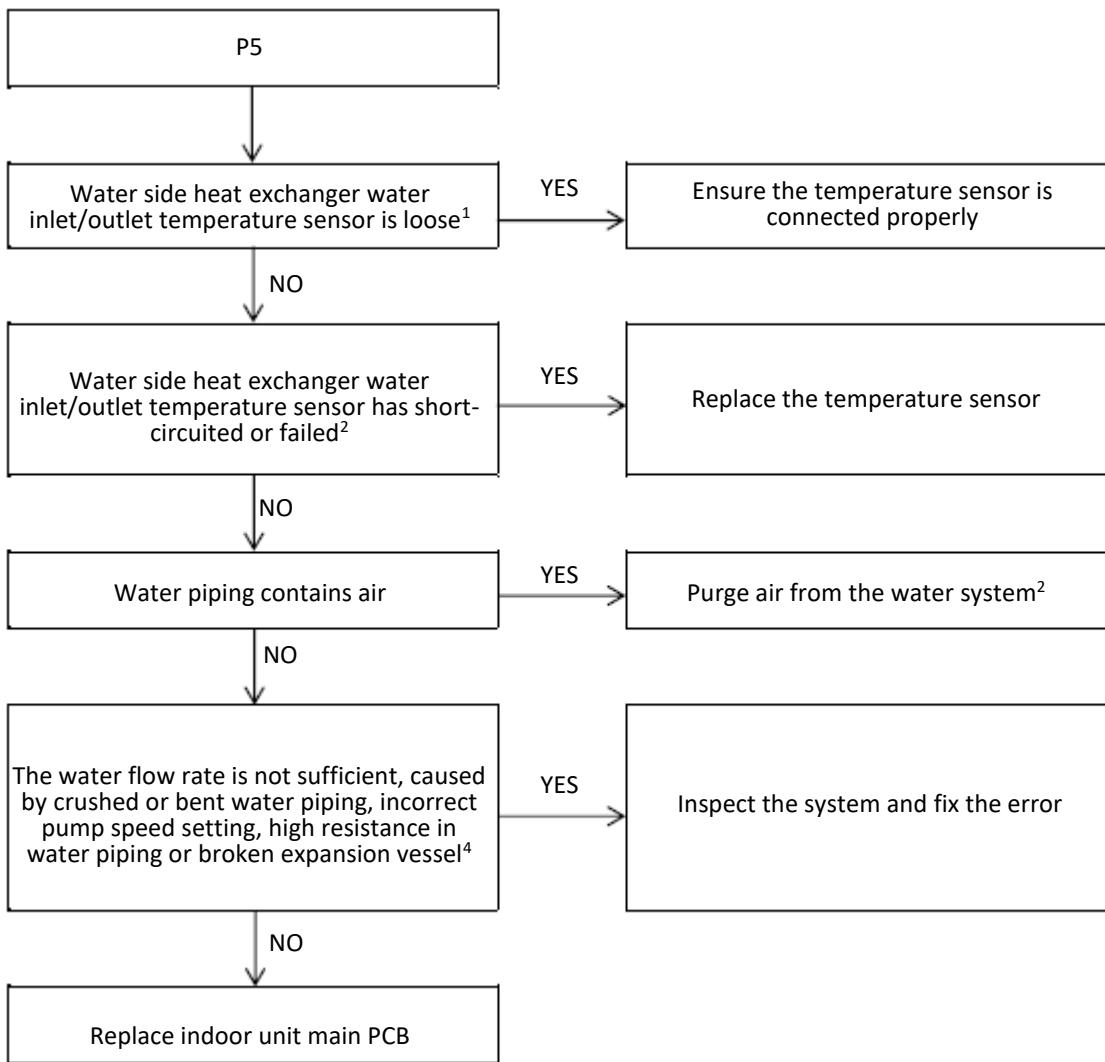 P5
Water side heat exchanger water
inlet/outlet temperature sensor is loose¹
YES
Ensure the temperature sensor is
connected properly
NO
Water side heat exchanger water
inlet/outlet temperature sensor has short-
circuited or failed²
YES
Replace the temperature sensor
NO
Water piping contains air
YES
Purge air from the water system²
NO
The water flow rate is not sufficient, caused
by crushed or bent water piping, incorrect
pump speed setting, high resistance in
water piping or broken expansion vessel⁴
YES
Inspect the system and fix the error
NO
Replace indoor unit main PCB